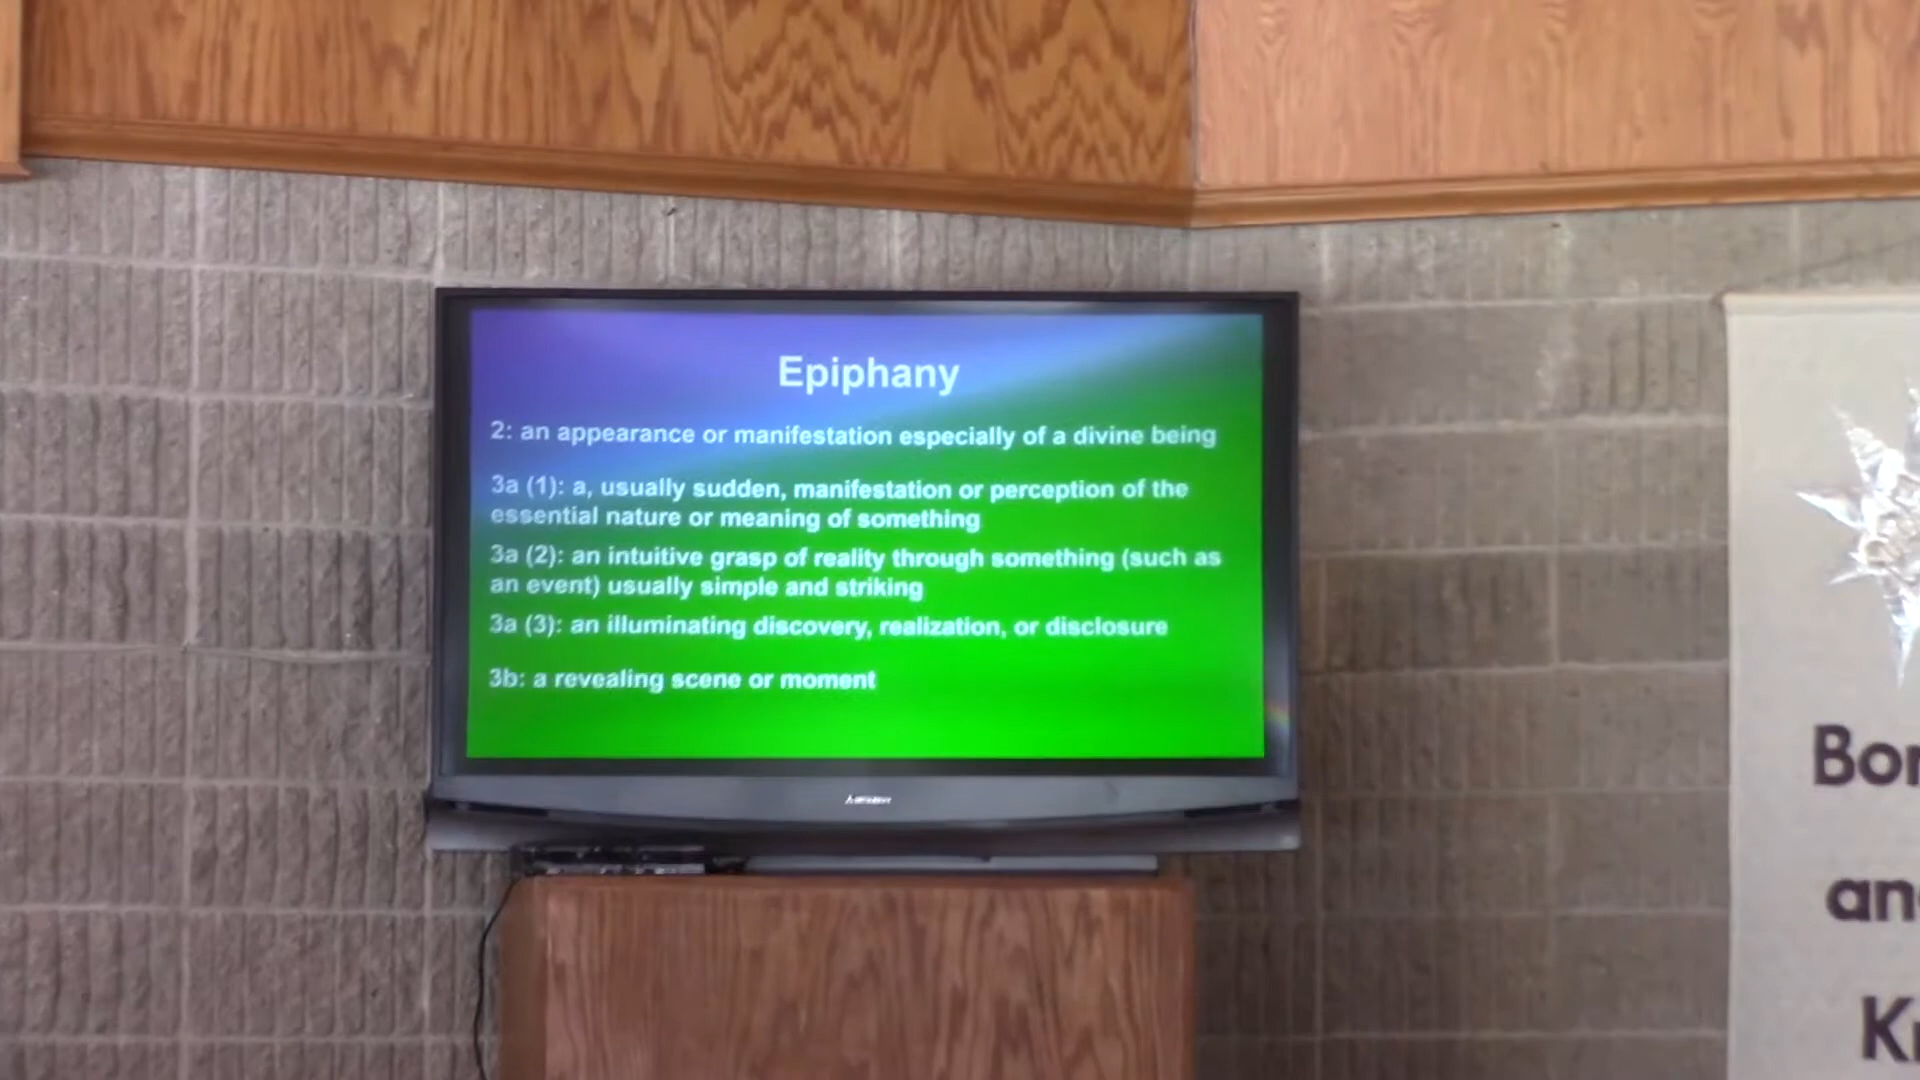 Epiphany
2: an appearance or manifestation especially of a divine being
3a (1): a, usually sudden, manifestation or perception of the
essential nature or meaning of something
3a (2): an intuitive grasp of reality through something (such as
an event) usually simple and striking
3a (3): an illuminating discovery, realization, or disclosure
3b: a revealing scene or moment